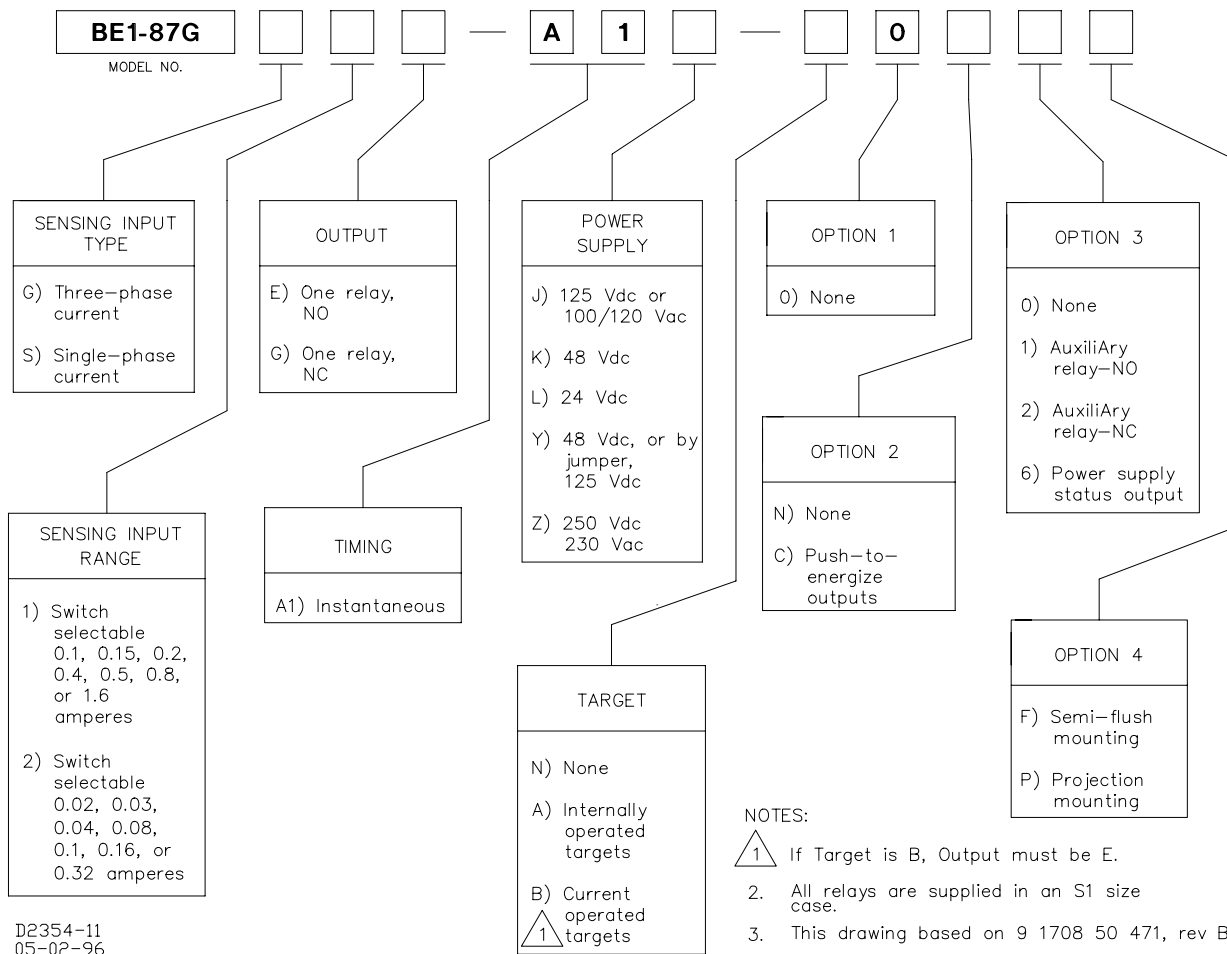 BE1-87G — A 1 — 0
MODEL NO.
SENSING INPUT
TYPE
G) Three-phase
current
S) Single-phase
current
OUTPUT
E) One relay,
NO
G) One relay,
NC
POWER
SUPPLY
J) 125 Vdc or
100/120 Vac
K) 48 Vdc
L) 24 Vdc
Y) 48 Vdc, or by
jumper,
125 Vdc
Z) 250 Vdc
230 Vac
OPTION 1
0) None
OPTION 3
0) None
1) AuxiliAry
relay-NO
2) AuxiliAry
relay-NC
6) Power supply
status output
OPTION 2
N) None
C) Push-to-
energize
outputs
SENSING INPUT
RANGE
1) Switch
selectable
0.1, 0.15, 0.2,
0.4, 0.5, 0.8,
or 1.6
amperes
2) Switch
selectable
0.02, 0.03,
0.04, 0.08,
0.1, 0.16, or
0.32 amperes
TIMING
A1) Instantaneous
TARGET
N) None
A) Internally
operated
targets
B) Current
operated
1 targets
OPTION 4
F) Semi-flush
mounting
P) Projection
mounting
NOTES:
1 If Target is B, Output must be E.
2. All relays are supplied in an S1 size
case.
3. This drawing based on 9 1708 50 471, rev B
D2354-11
05-02-96